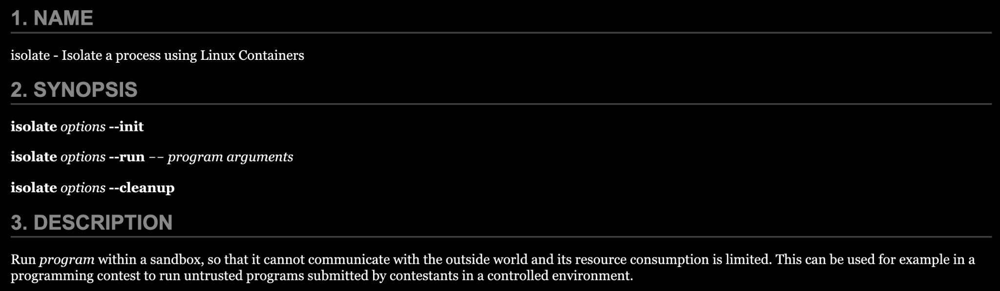 1. NAME
isolate - Isolate a process using Linux Containers
2. SYNOPSIS
isolate options --init
isolate options --run -- program arguments
isolate options --cleanup
3. DESCRIPTION
Run program within a sandbox, so that it cannot communicate with the outside world and its resource consumption is limited. This can be used for example in a
programming contest to run untrusted programs submitted by contestants in a controlled environment.